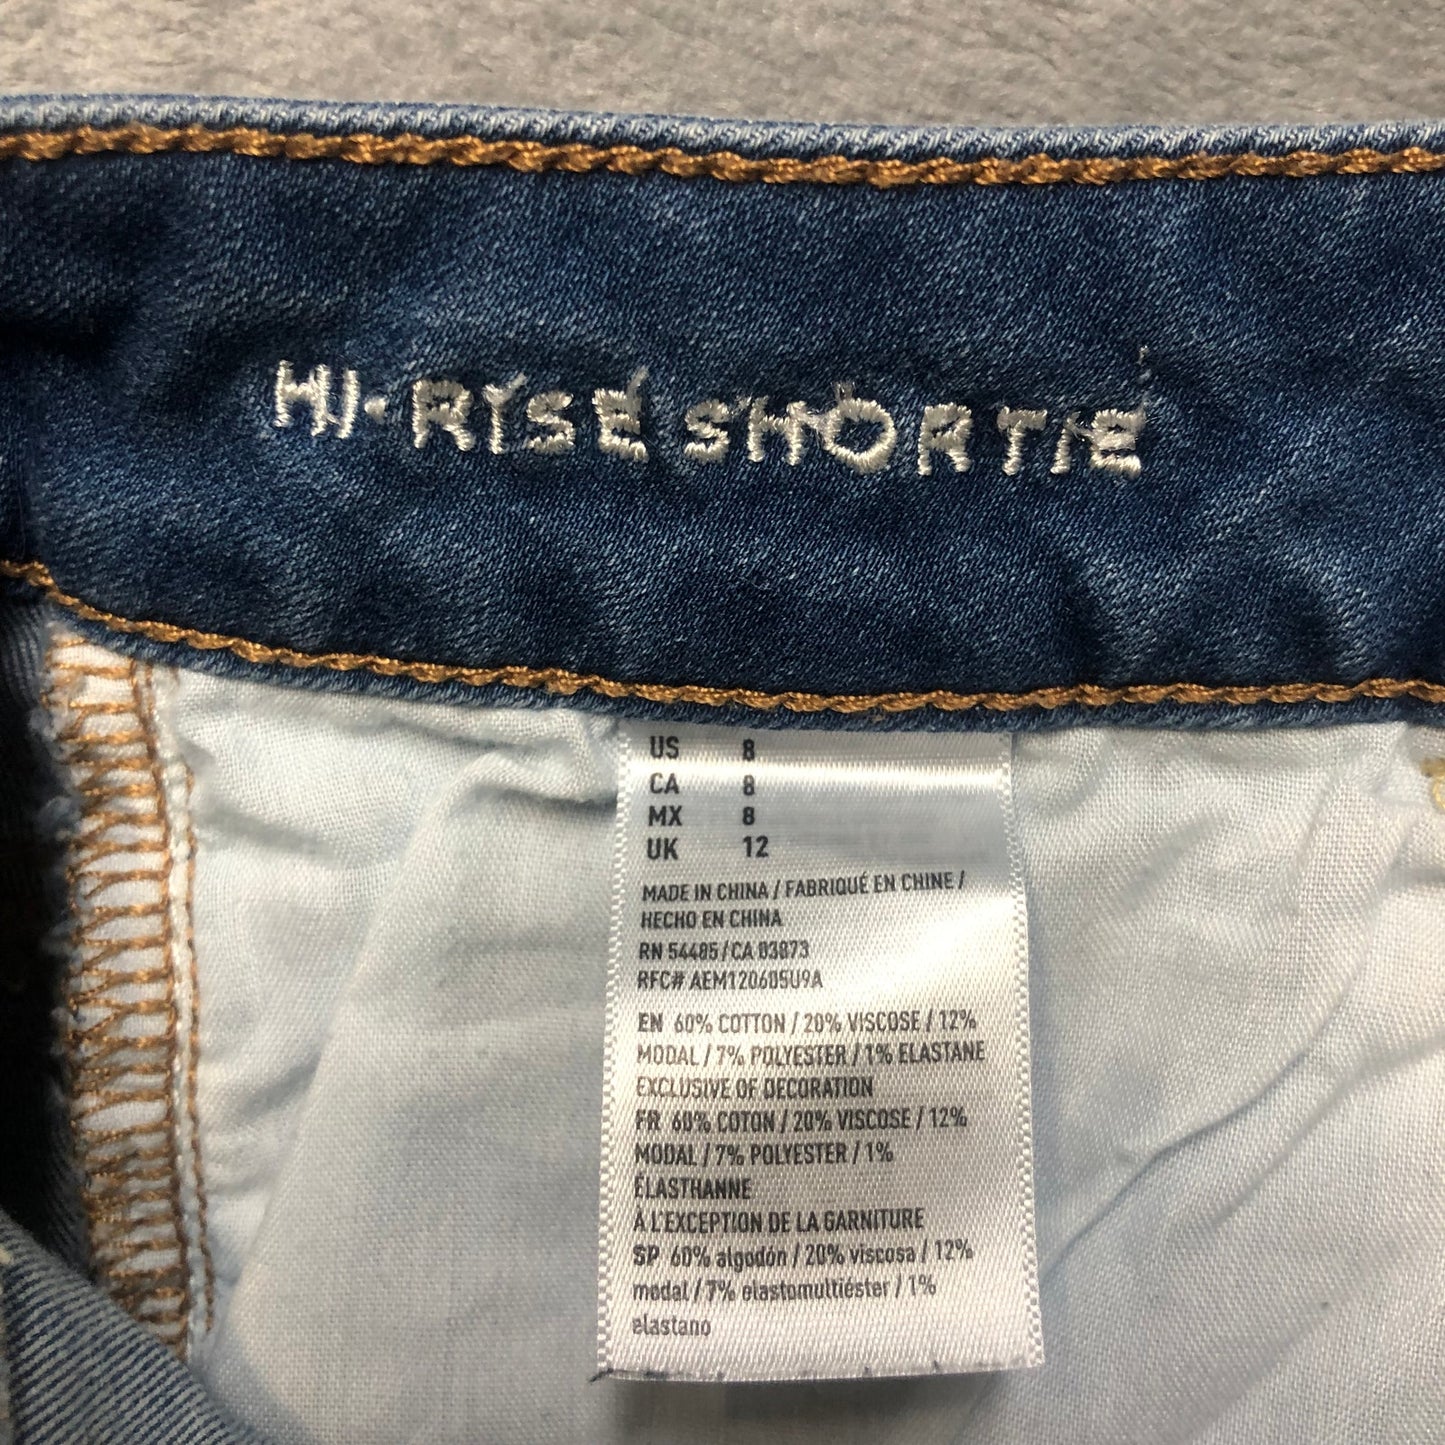 HI-RISE SHORTIE
US 8
CA 8
MX 8
UK 12
MADE IN CHINA / FABRIQUÉ EN CHINE /
HECHO EN CHINA
RN 54485 / CA 03873
RFC# AEM120605U9A
EN 60% COTTON / 20% VISCOSE / 12%
MODAL / 7% POLYESTER / 1% ELASTANE
EXCLUSIVE OF DECORATION
FR 60% COTON / 20% VISCOSE / 12%
MODAL / 7% POLYESTER / 1%
ÉLASTHANNE
À L'EXCEPTION DE LA GARNITURE
SP 60% algodón / 20% viscosa / 12%
modal / 7% elastomultiéster / 1%
elastano